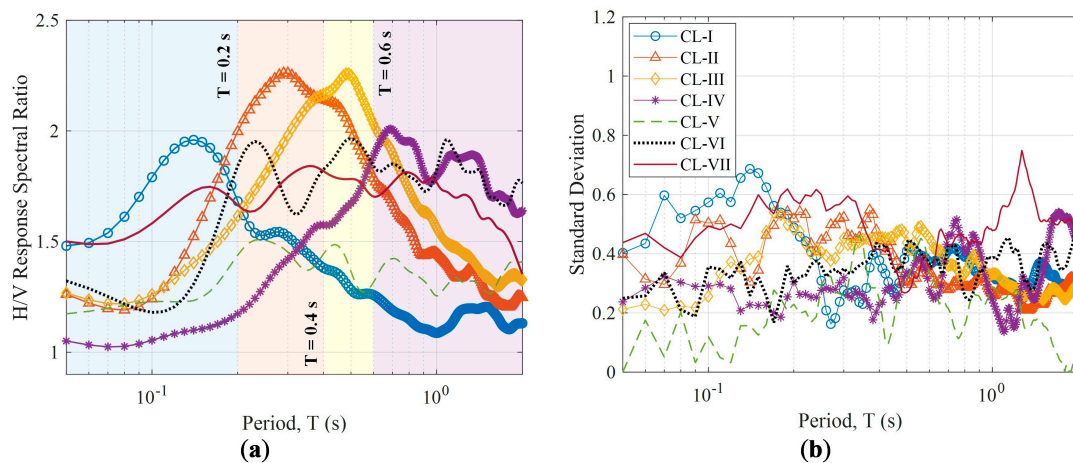 H/V Response Spectral Ratio
2.5
2
1.5
1
T = 0.2 s
T = 0.4 s
T = 0.6 s
10-1
100
Period, T (s)
(a)
Standard Deviation
1.2
1
0.8
0.6
0.4
0.2
0
CL-I
CL-II
CL-III
CL-IV
CL-V
CL-VI
CL-VII
10-1
100
Period, T (s)
(b)